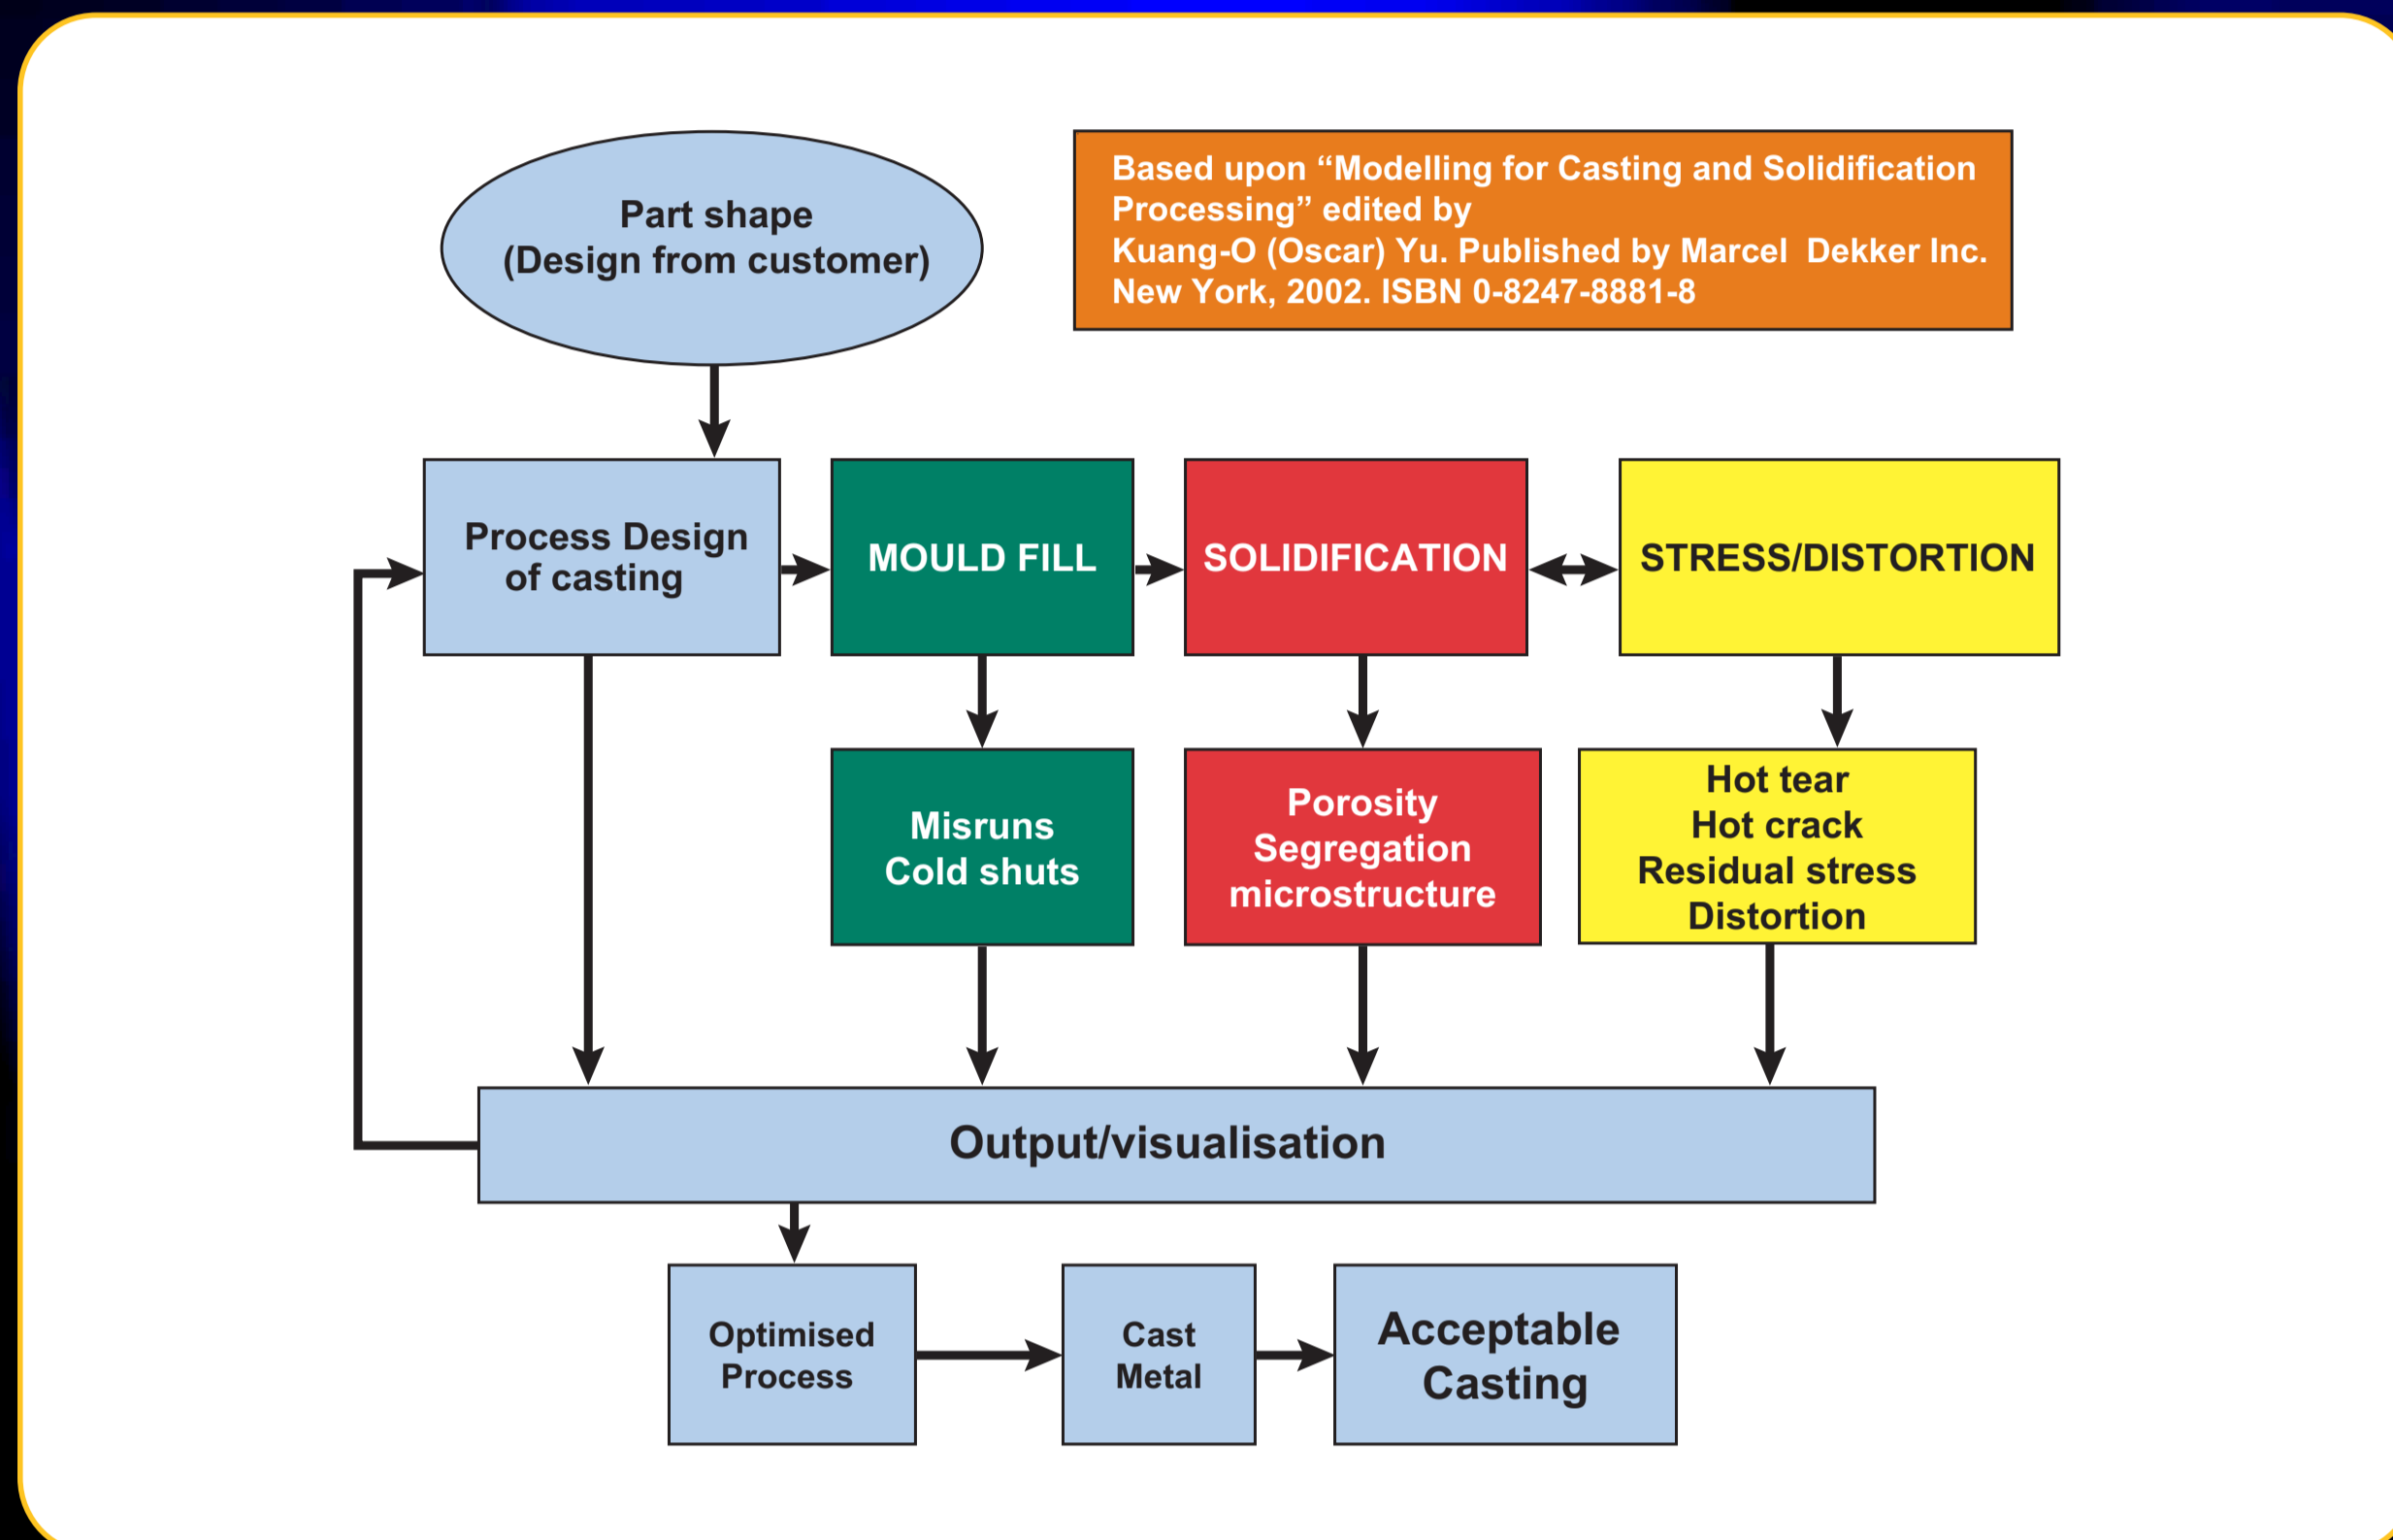 Part shape
(Design from customer)
Based upon “Modelling for Casting and Solidification
Processing” edited by
Kuang-O (Oscar) Yu. Published by Marcel Dekker Inc.
New York, 2002. ISBN 0-8247-8881-8
Process Design
of casting
MOULD FILL
SOLIDIFICATION
STRESS/DISTORTION
Misruns
Cold shuts
Porosity
Segregation
microstructure
Hot tear
Hot crack
Residual stress
Distortion
Output/visualisation
Optimised
Process
Cast
Metal
Acceptable
Casting